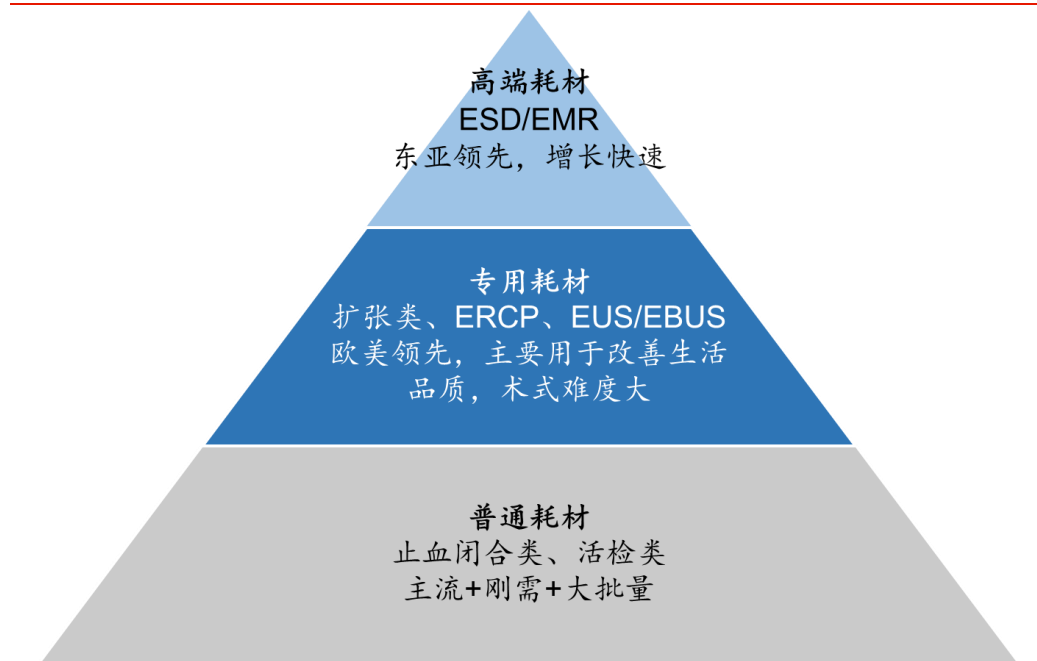 高端耗材
ESD/EMR
东亚领先，增长快速
专用耗材
扩张类、ERCP、EUS/EBUS
欧美领先，主要用于改善生活
品质，术式难度大
普通耗材
止血闭合类、活检类
主流+刚需+大批量